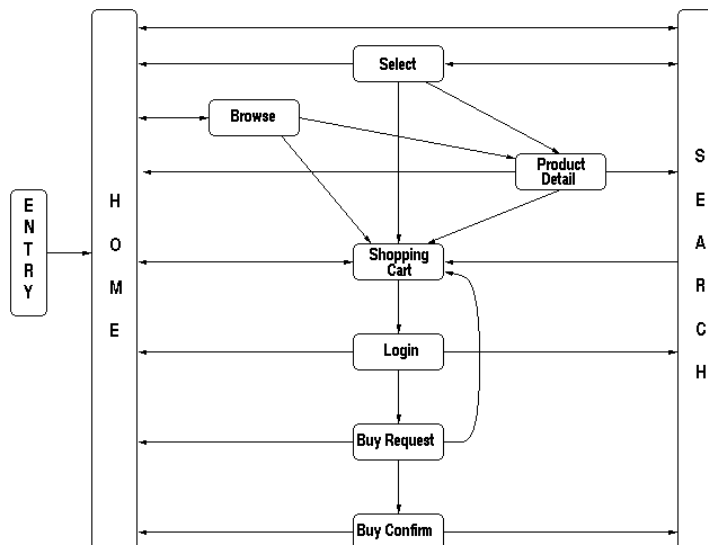 Select
Browse
Product
Detail
ENTRY
HOME
SEARCH
Shopping
Cart
Login
Buy Request
Buy Confirm